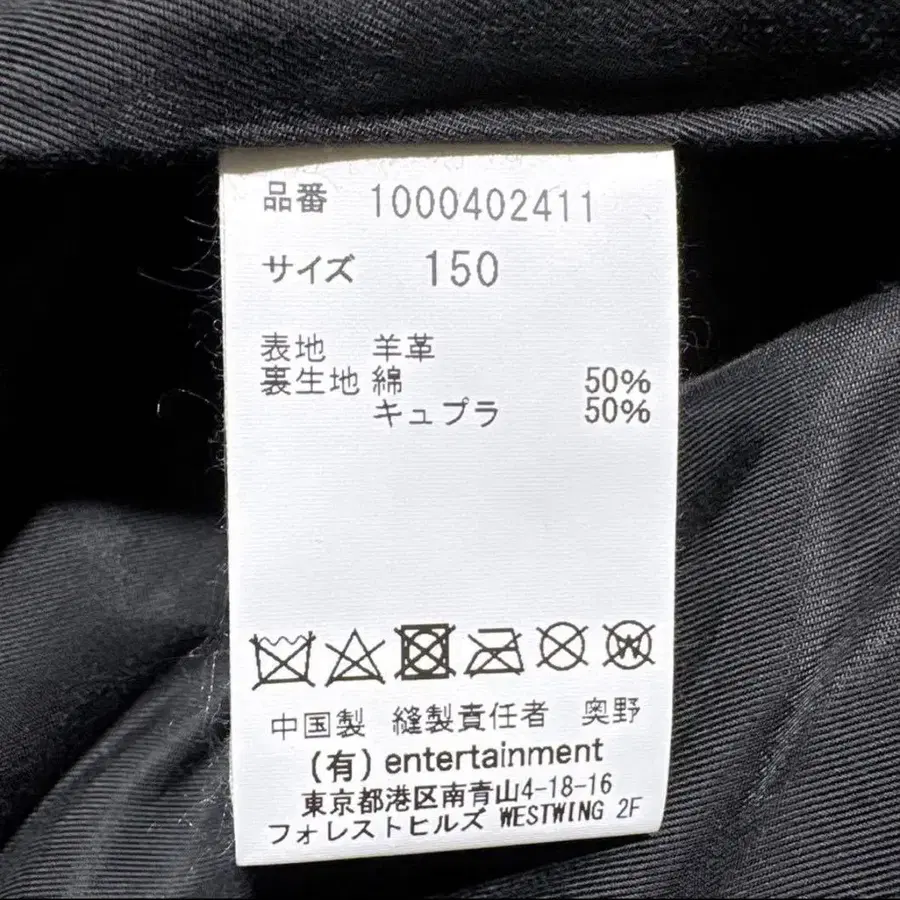 品番 1000402411
サイズ 150
表地 羊革
裏生地 綿 50%
キュプラ 50%
W
中国製 縫製責任者 奥野
(有) entertainment
東京都港区南青山4-18-16
フォレストヒルズ WESTWING 2F